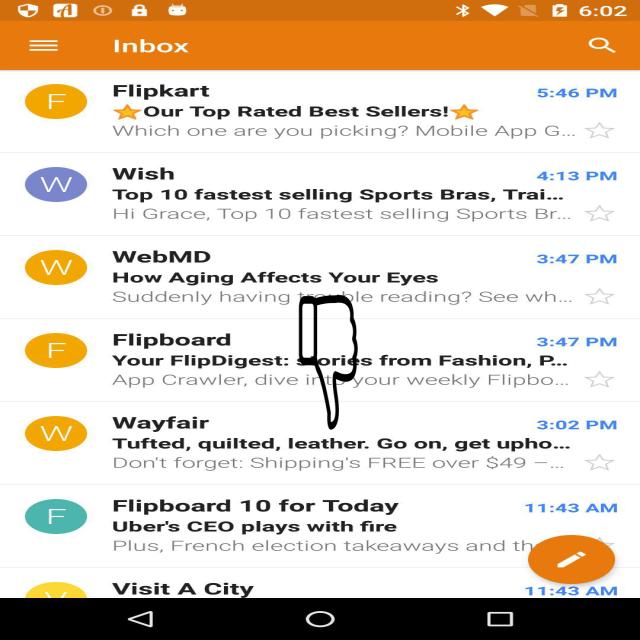 6:02
Inbox
F
Flipkart
5:46 PM
⭐Our Top Rated Best Sellers!⭐
Which one are you picking? Mobile App G...
W
Wish
4:13 PM
Top 10 fastest selling Sports Bras, Trai...
Hi Grace, Top 10 fastest selling Sports Br...
W
WebMD
3:47 PM
How Aging Affects Your Eyes
Suddenly having trouble reading? See wh...
F
Flipboard
3:47 PM
Your FlipDigest: stories from Fashion, P...
App Crawler, dive into your weekly Flipbo...
W
Wayfair
3:02 PM
Tufted, quilted, leather. Go on, get upho...
Don't forget: Shipping's FREE over $49 –...
F
Flipboard 10 for Today
11:43 AM
Uber's CEO plays with fire
Plus, French election takeaways and th
V
Visit A City
11:43 AM